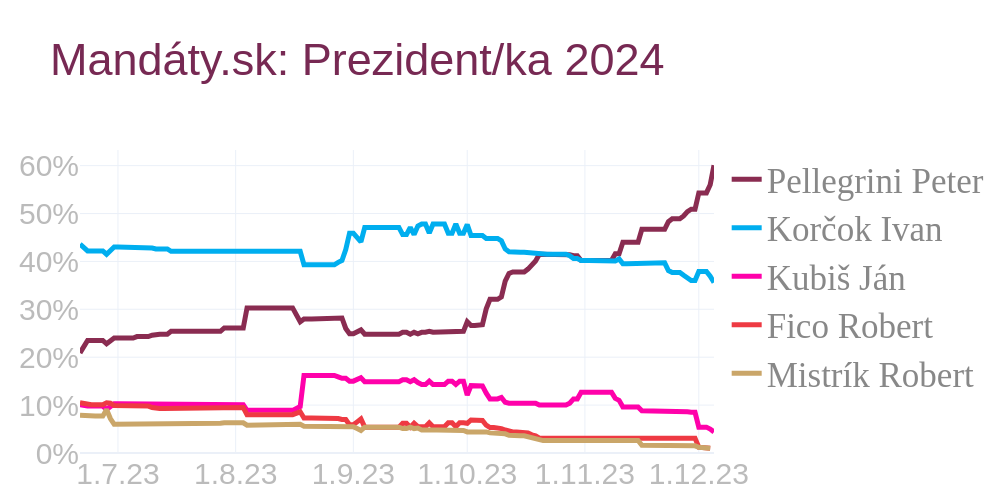 Mandáty.sk: Prezident/ka 2024
60%
50%
40%
30%
20%
10%
0%
1.7.23 1.8.23 1.9.23 1.10.23 1.11.23 1.12.23
Pellegrini Peter
Korčok Ivan
Kubiš Ján
Fico Robert
Mistrík Robert